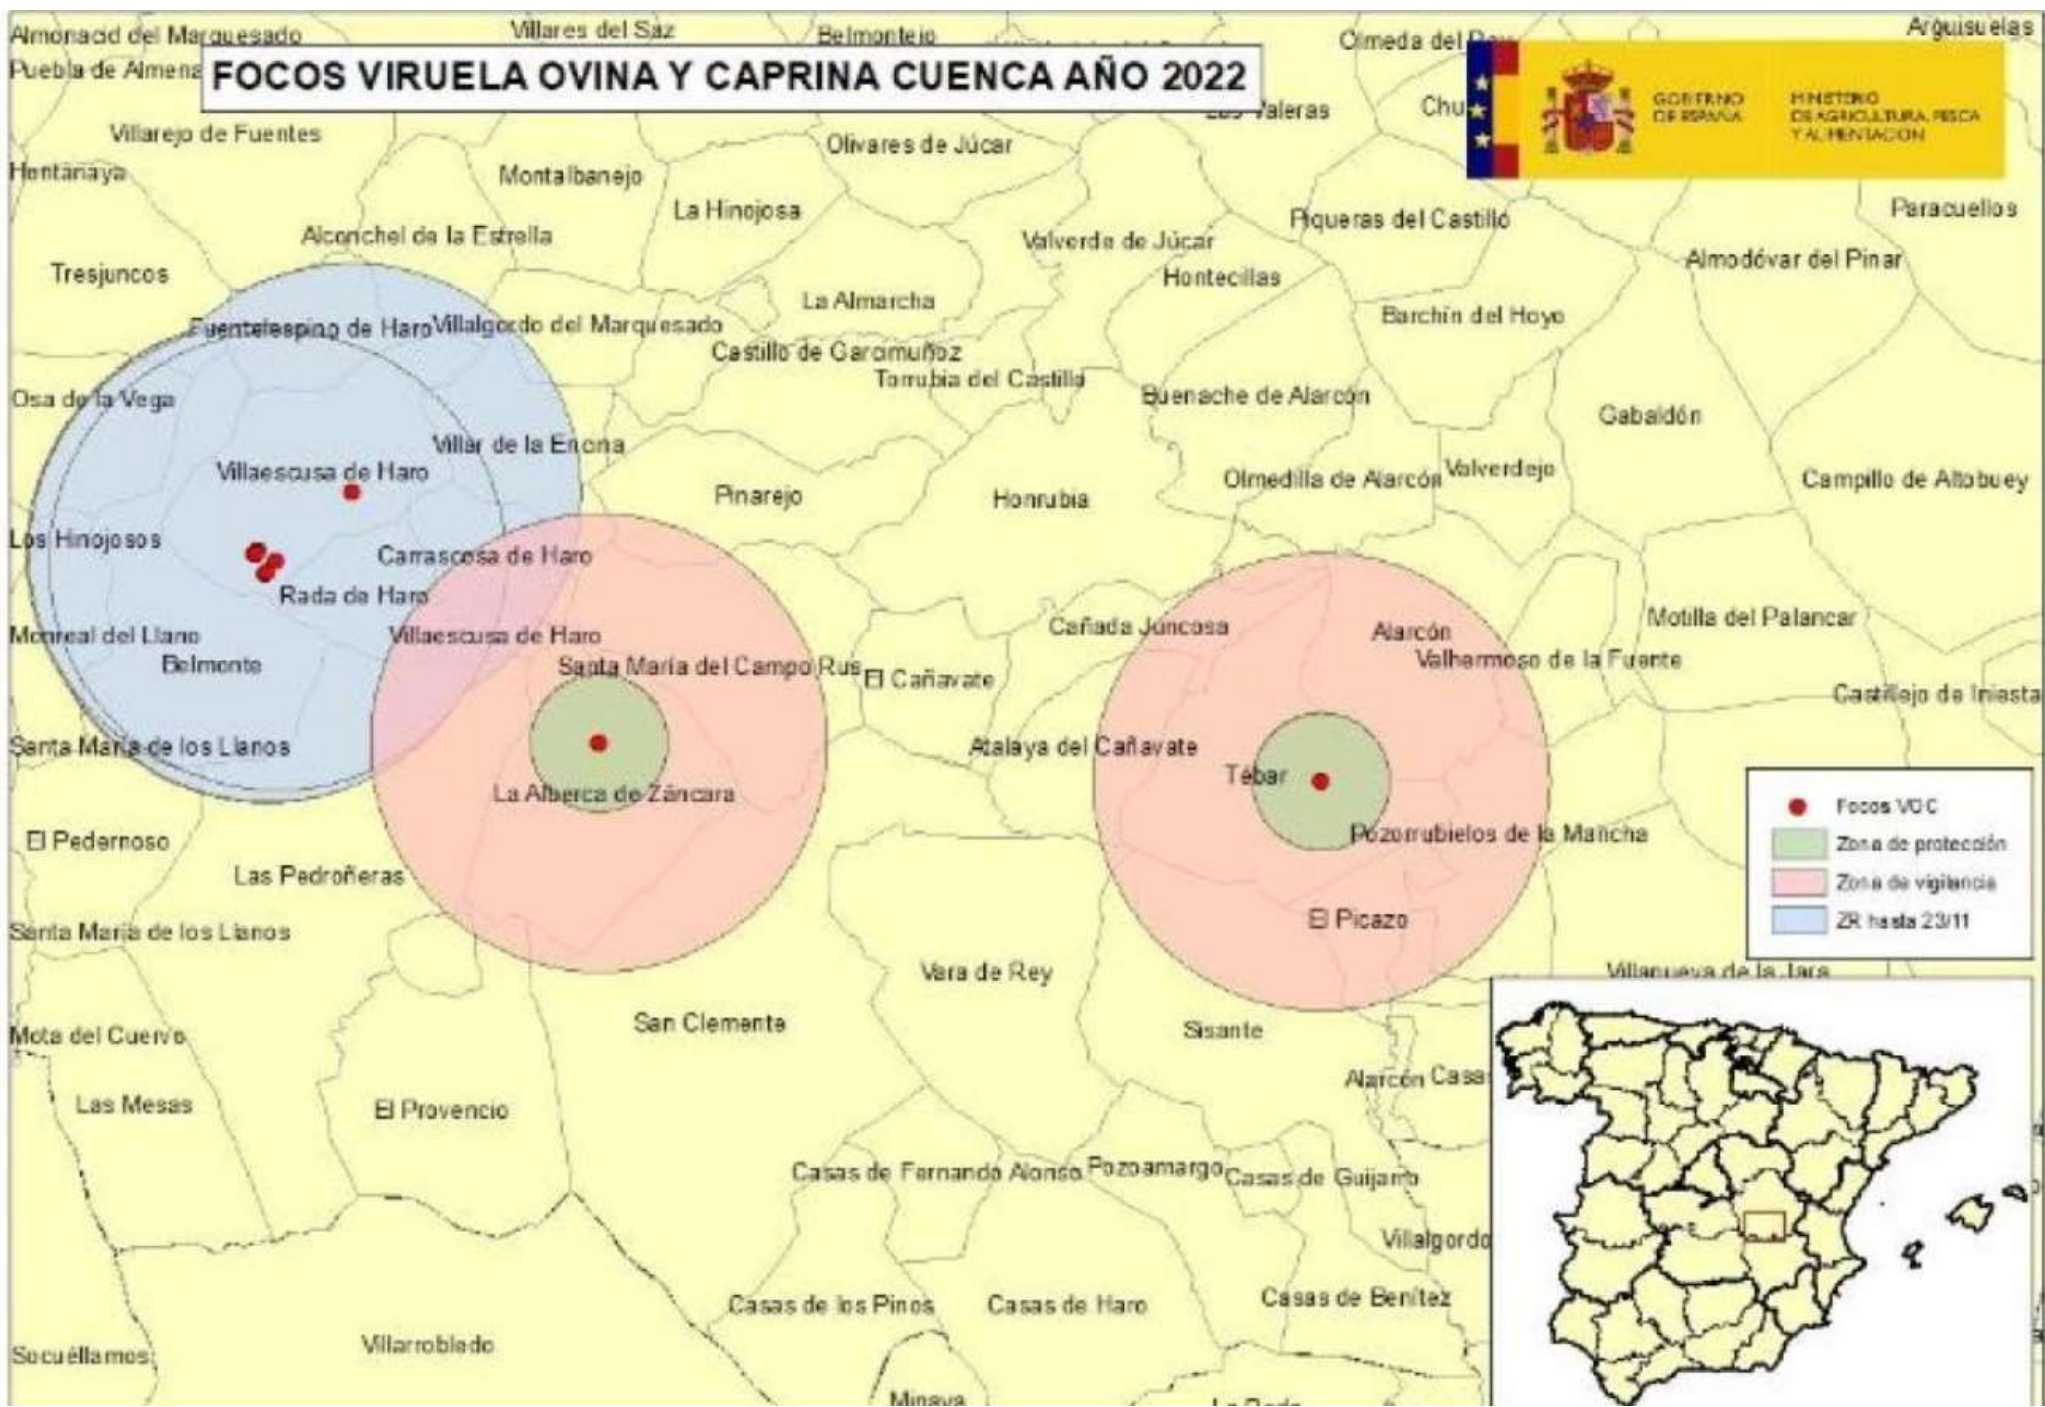 Almonacid del Marquesado
Villares del Saz
Belmontejo
Arguisuelas
Olmeda del
Puebla de
FOCOS VIRUELA OVINA Y CAPRINA CUENCA AÑO 2022
GOBIERNO
DE ESPAÑA
MINISTERIO
DE AGRICULTURA, PESCA
Y ALIMENTACIÓN
Valeras
Villarejo de Fuentes
Olivares de Júcar
Hontanaya
Montalbanejo
La Hinojosa
Piqueras del Castillo
Paracuellos
Alconchel de la Estrella
Valverde de Júcar
Almodóvar del Pinar
Tresjuncos
Hontecillas
La Almarcha
Barchín del Hoyo
Fuentelespino de Haro
Villalgordo del Marquesado
Castillo de Garcimuñoz
Torrubia del Castillo
Osa de la Vega
Buenache de Alarcón
Gabaldón
Villar de la Encina
Villaescusa de Haro
Olmedilla de Alarcón
Valverdejo
Campillo de Altobuey
Pinarejo
Honrubia
Los Hinojosos
Carrascosa de Haro
Rada de Haro
Cañada Juncosa
Alarcón
Motilla del Palancar
Monreal del Llano
Villaescusa de Haro
Belmonte
Santa María del Campo Rus
El Cañavate
Valhermoso de la Fuente
Castillejo de Iniesta
Santa María de los Llanos
Atalaya del Cañavate
Tébar
La Alberca de Záncara
Focos VOC
Zona de protección
Zona de vigilancia
ZR hasta 23/11
El Pedernoso
Pozorrubielos de la Mancha
Las Pedroñeras
El Picazo
Santa María de los Llanos
Vara de Rey
Villanueva de la Jara
Mota del Cuervo
San Clemente
Sisante
Alarcón
Casa
Las Mesas
El Provencio
Casas de Fernando Alonso
Pozoamargo
Casas de Guijarro
Villalgordo
Casas de los Pinos
Casas de Haro
Casas de Benítez
Socuéllamos
Villarrobledo
Minaya
La Roda